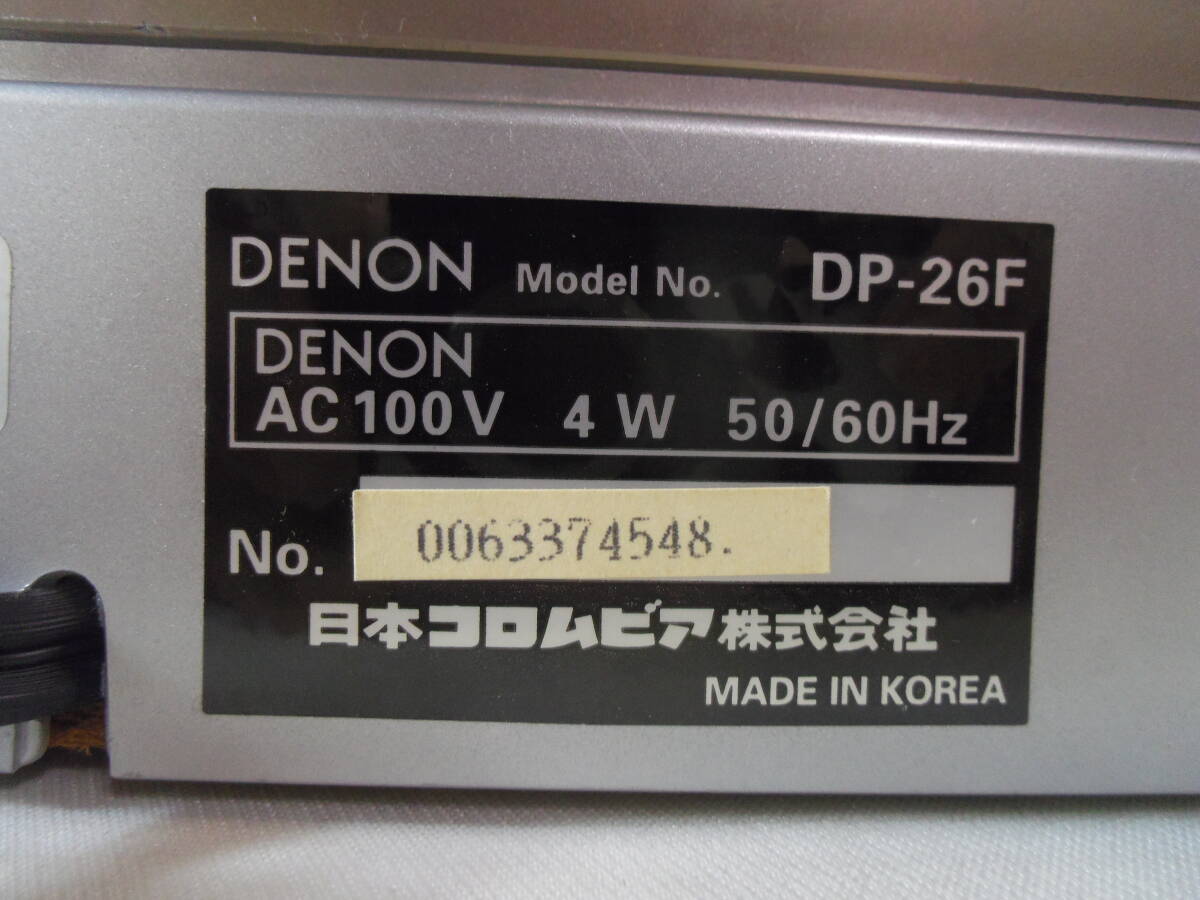 DENON Model No. DP-26F
DENON
AC 100V 4 W 50/60Hz
No. 0063374548.
日本コロムビア株式会社
MADE IN KOREA